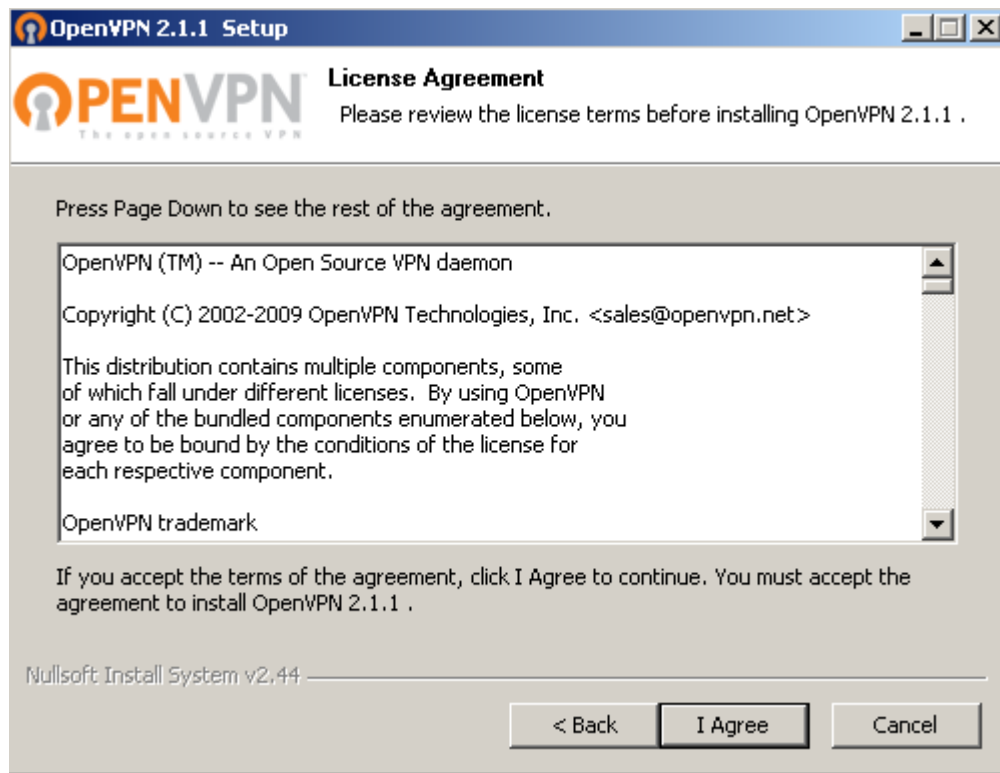 OpenVPN 2.1.1 Setup
OPENVPN
The open source VPN
License Agreement
Please review the license terms before installing OpenVPN 2.1.1 .
Press Page Down to see the rest of the agreement.
OpenVPN (TM) -- An Open Source VPN daemon
Copyright (C) 2002-2009 OpenVPN Technologies, Inc. <sales@openvpn.net>
This distribution contains multiple components, some
of which fall under different licenses.  By using OpenVPN
or any of the bundled components enumerated below, you
agree to be bound by the conditions of the license for
each respective component.
OpenVPN trademark
If you accept the terms of the agreement, click I Agree to continue. You must accept the
agreement to install OpenVPN 2.1.1 .
Nullsoft Install System v2.44
< Back
I Agree
Cancel